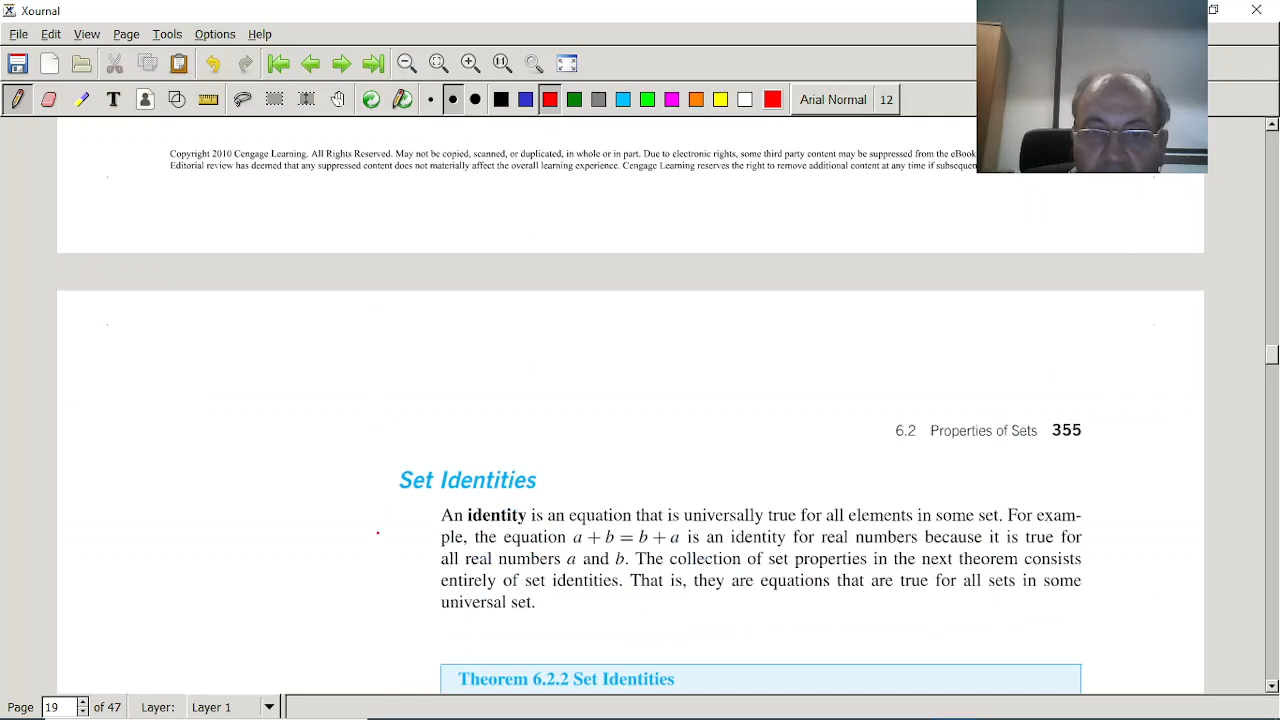 Xournal
File Edit View Page Tools Options Help
Arial Normal 12
Copyright 2010 Cengage Learning. All Rights Reserved. May not be copied, scanned, or duplicated, in whole or in part. Due to electronic rights, some third party content may be suppressed from the eBook
Editorial review has deemed that any suppressed content does not materially affect the overall learning experience. Cengage Learning reserves the right to remove additional content at any time if subsequen
6.2 Properties of Sets 355
Set Identities
An identity is an equation that is universally true for all elements in some set. For exam-
ple, the equation a + b = b + a is an identity for real numbers because it is true for
all real numbers a and b. The collection of set properties in the next theorem consists
entirely of set identities. That is, they are equations that are true for all sets in some
universal set.
Theorem 6.2.2 Set Identities
Page 19 of 47 Layer: Layer 1